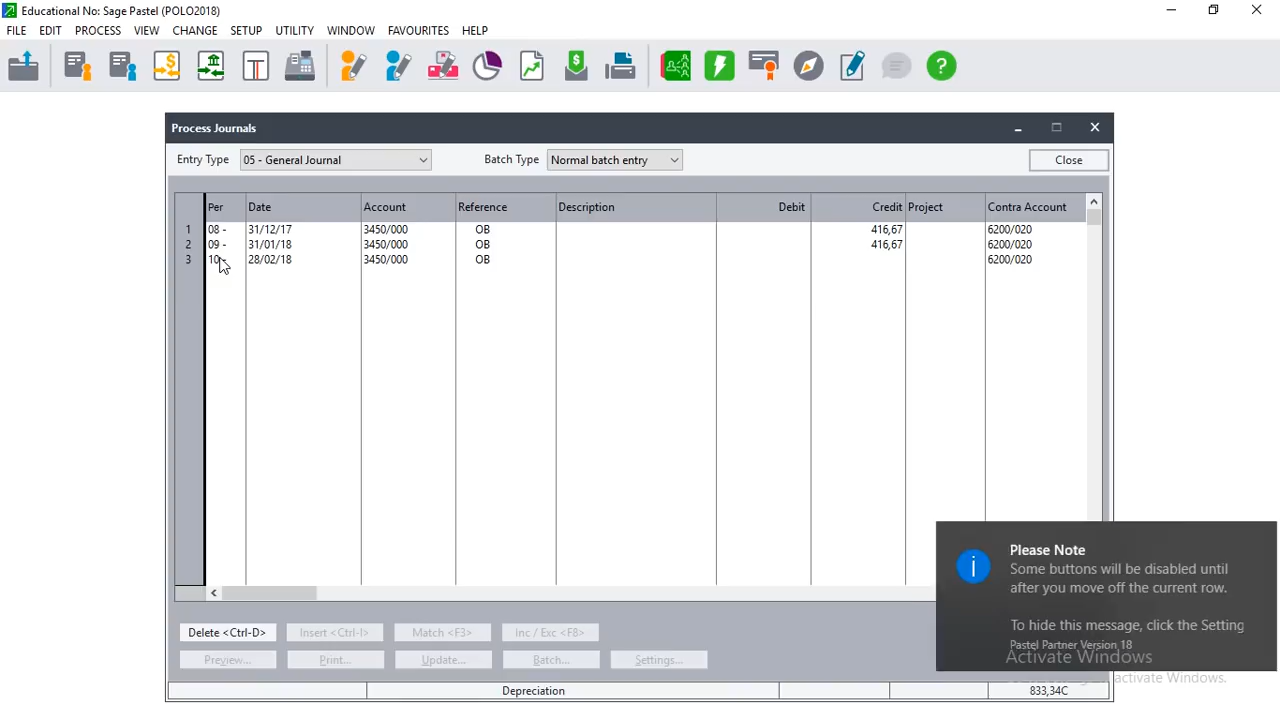 Educational No: Sage Pastel (POLO2018)
FILE EDIT PROCESS VIEW CHANGE SETUP UTILITY WINDOW FAVOURITES HELP
Process Journals
Entry Type 05 - General Journal Batch Type Normal batch entry Close
Per Date Account Reference Description Debit Credit Project Contra Account
1 08 - 31/12/17 3450/000 OB 416,67 6200/020
2 09 - 31/01/18 3450/000 OB 416,67 6200/020
3 10 - 28/02/18 3450/000 OB 6200/020
Please Note
Some buttons will be disabled until
after you move off the current row.
To hide this message, click the Setting
Pastel Partner Version 18
Activate Windows
activate Windows.
Delete <Ctrl-D> Insert <Ctrl-I> Match <F3> Inc / Exc <F8>
Preview... Print... Update... Batch... Settings...
Depreciation 833,34C